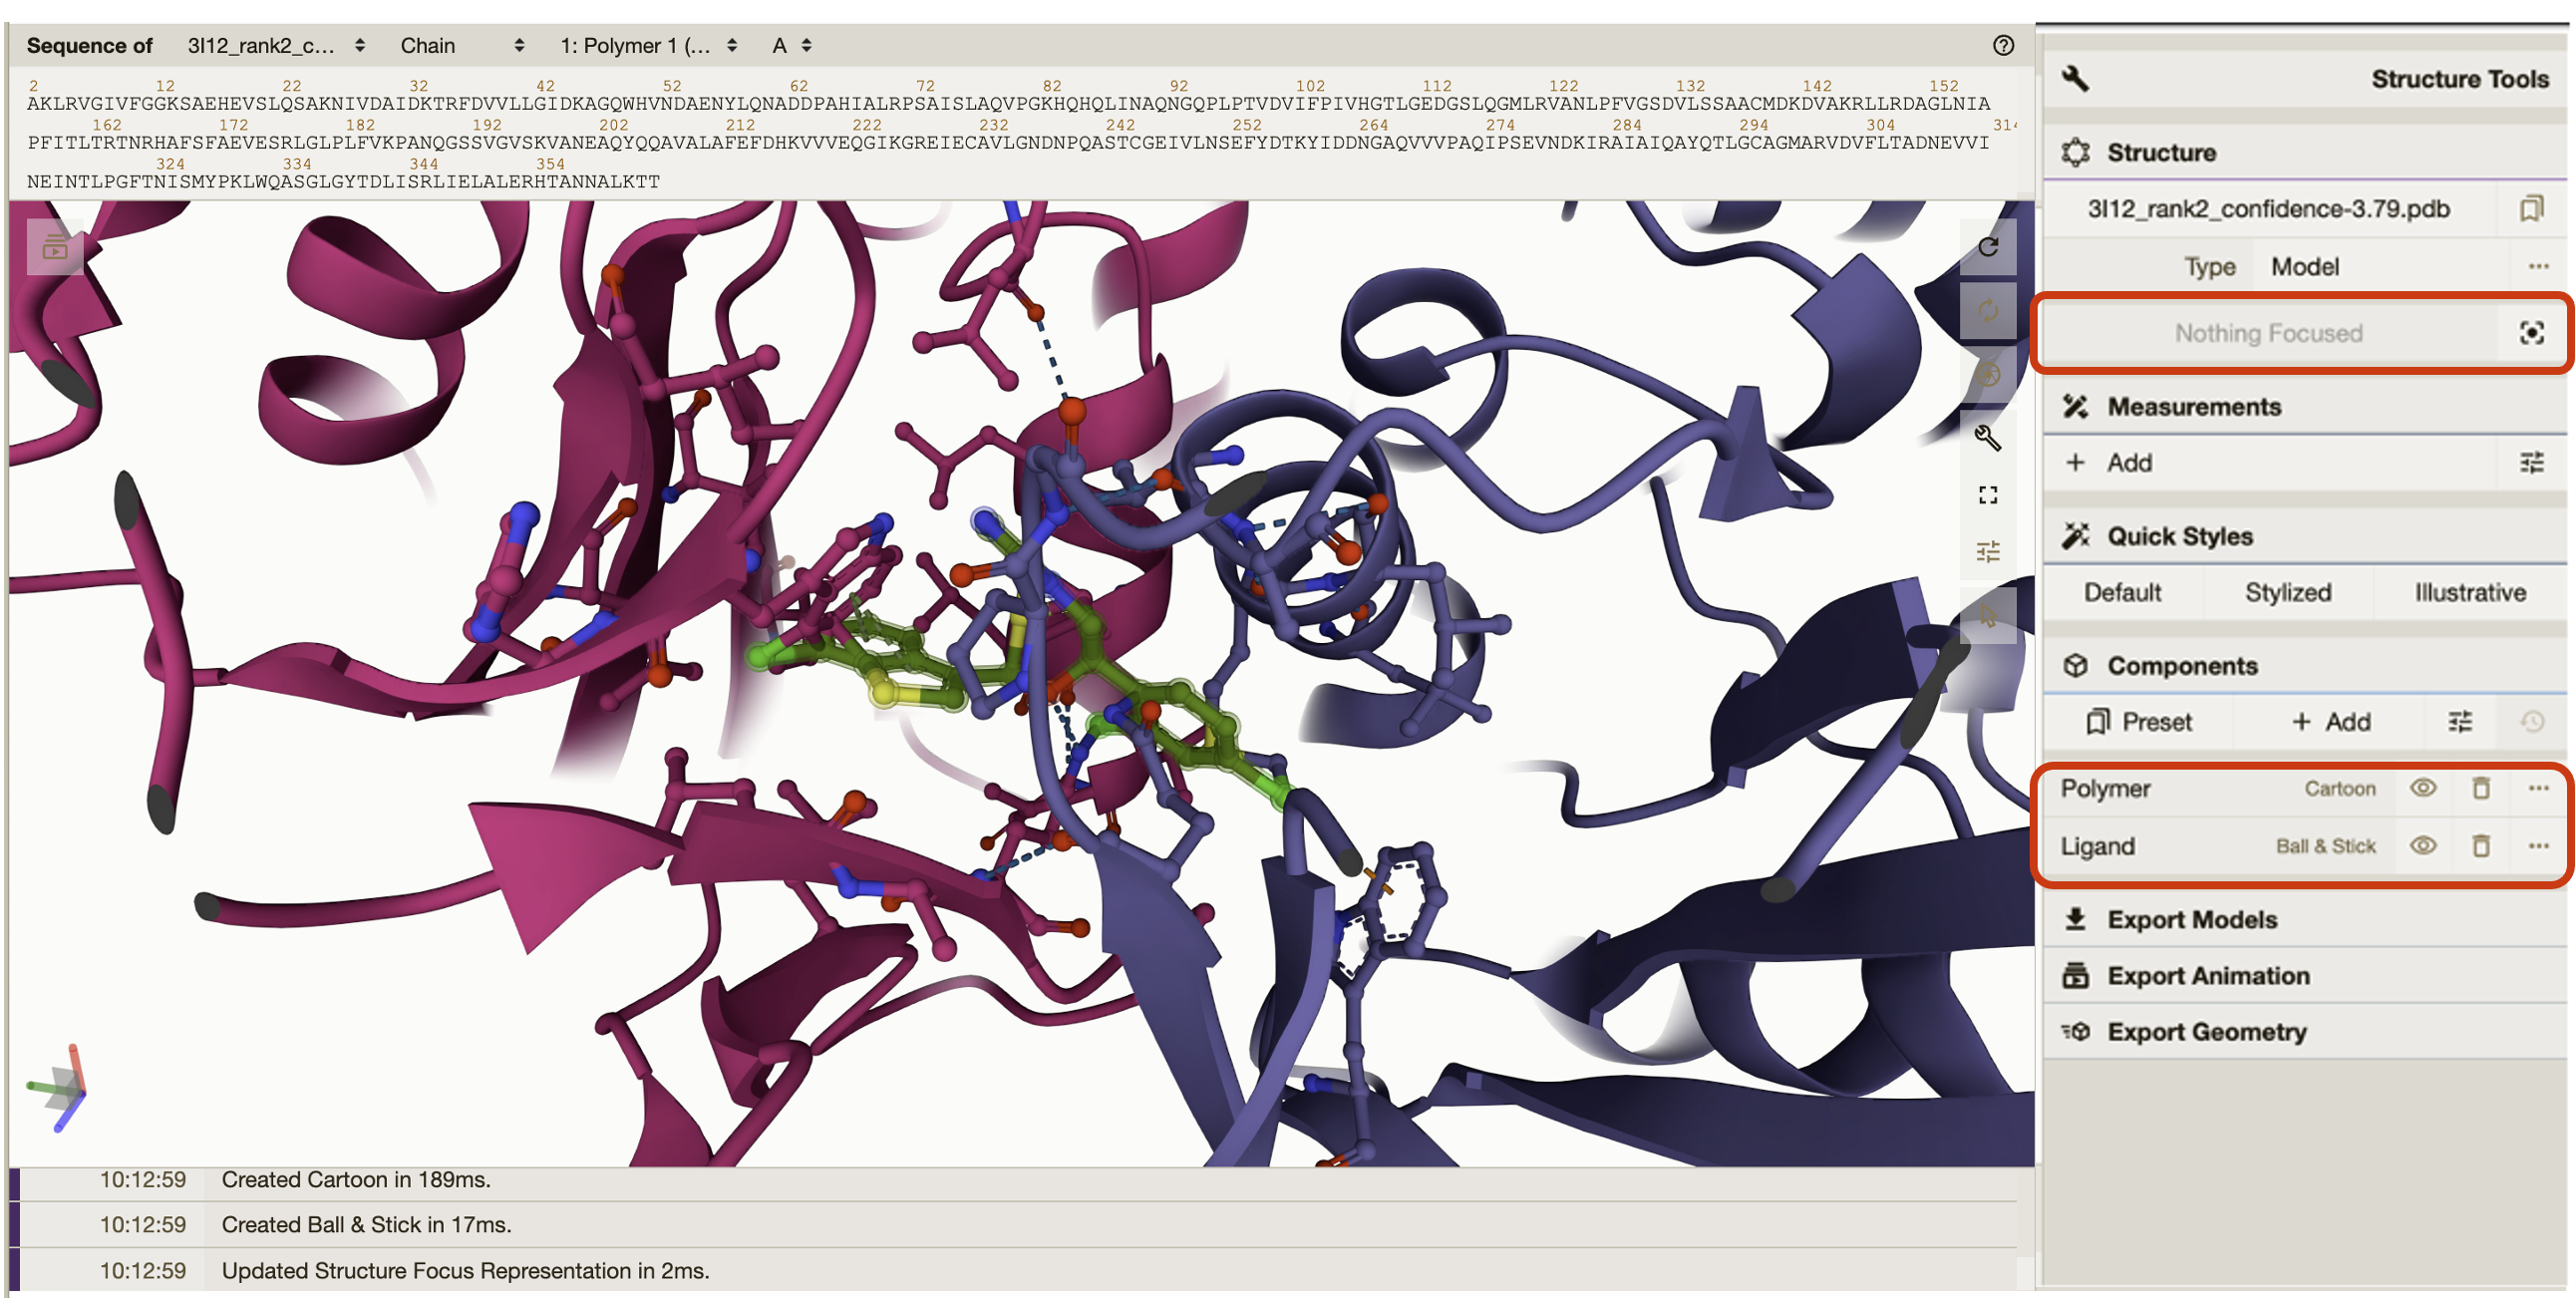 Sequence of 3I12_rank2_c... Chain 1: Polymer 1 (... A
2 12 22 32 42 52 62 72 82 92 102 112 122 132 142 152
AKLRVGIVFGGKSAEHEVSLQSAKNIVDAIDKTRFDVVLLGIDKAGQWHVNDAENYLQNADDPAHIALRPSAISLAQVPGKHQHQLINAQNGQPLPTVDVIFPIVHGTLGEDGSLQGMLRVANLPFVGSDVLSSAACMDKDVAKRLLRDAGLNIA
162 172 182 192 202 212 222 232 242 252 264 274 284 294 304 314
PFITLTRTNRHAFSFAEVESRLGLPLFVKPANQGSSVGVSKVANEAQYQQAVALAFEFDHKVVVEQGIKGREIECAVLGNDNPQASTCGEIVLNSEFYDTKYIDDNGAQVVVPAQIPSEVNDKIRAIAIQAYQTLGCAGMARVDVFLTADNEVVI
324 334 344 354
NEINTLPGFTNISMYPKLWQASGLGYTDLISRLIELALERHTANNALKTT
Structure Tools
Structure
3I12_rank2_confidence-3.79.pdb
Type Model
Nothing Focused
Measurements
+ Add
Quick Styles
Default Stylized Illustrative
Components
Preset + Add
Polymer Cartoon
Ligand Ball & Stick
Export Models
Export Animation
Export Geometry
10:12:59 Created Cartoon in 189ms.
10:12:59 Created Ball & Stick in 17ms.
10:12:59 Updated Structure Focus Representation in 2ms.